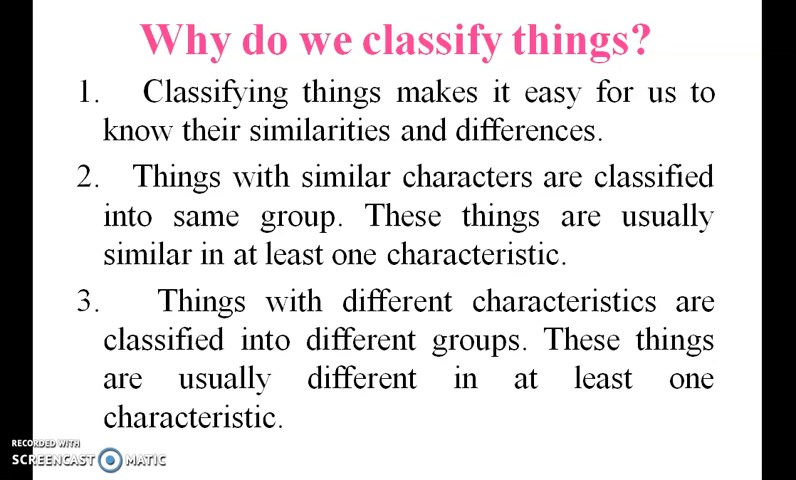 Why do we classify things?
1. Classifying things makes it easy for us to
know their similarities and differences.
2. Things with similar characters are classified
into same group. These things are usually
similar in at least one characteristic.
3. Things with different characteristics are
classified into different groups. These things
are usually different in at least one
characteristic.
RECORDED WITH
SCREENCAST MATIC